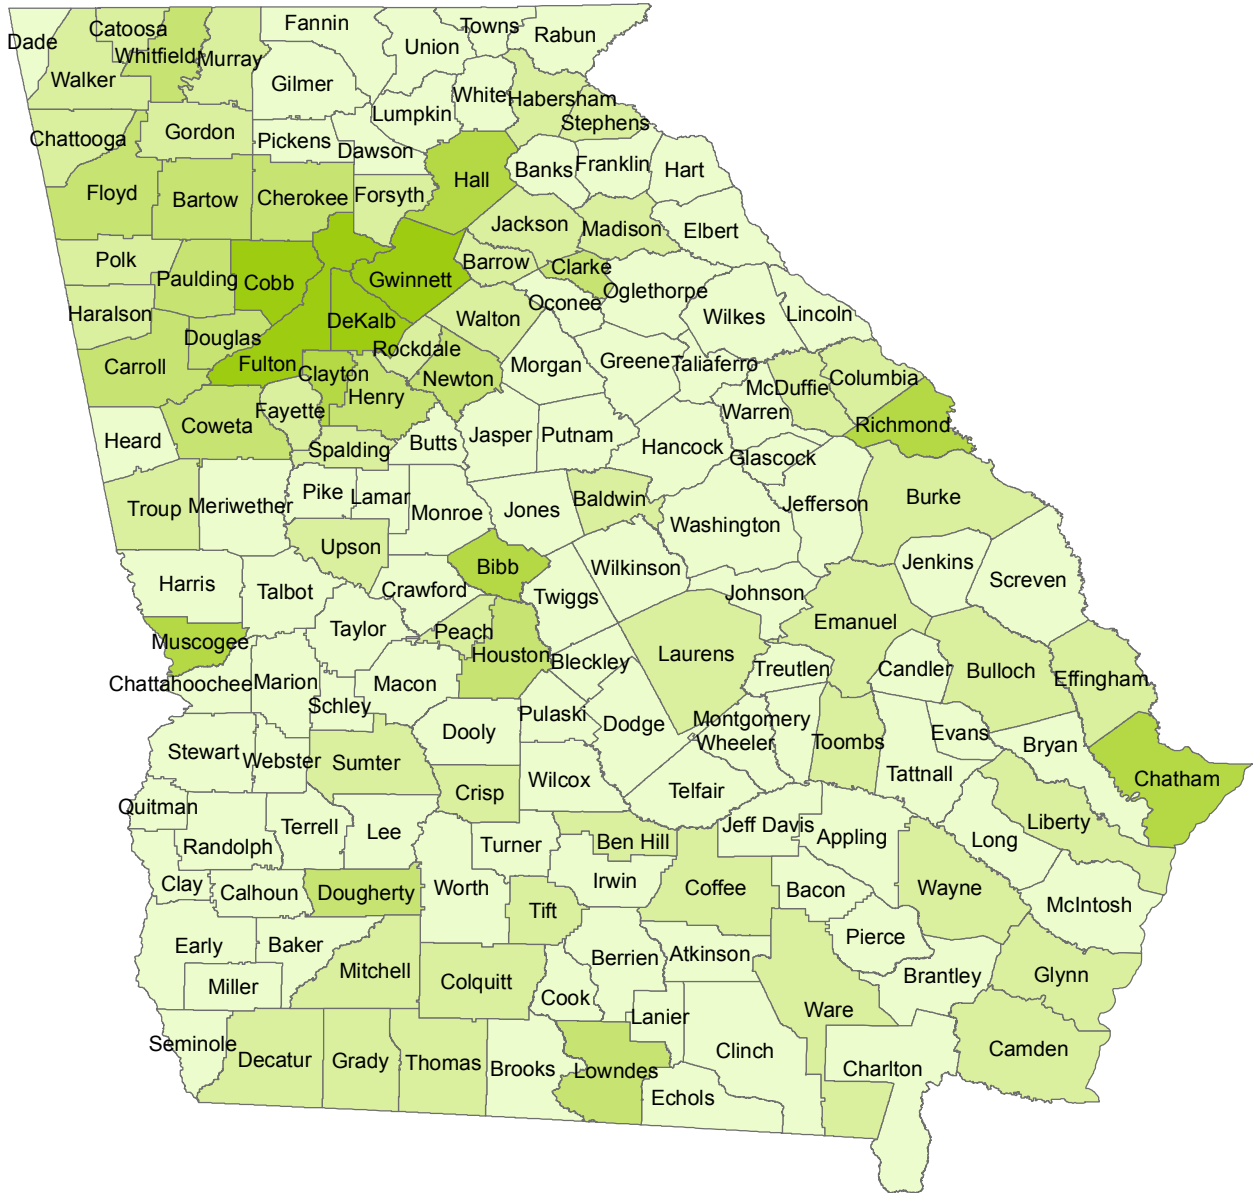 Dade
Catoosa
Whitfield
Murray
Walker
Fannin
Gilmer
Union
Towns
Rabun
White
Lumpkin
Habersham
Stephens
Chattooga
Gordon
Pickens
Dawson
Hall
Banks
Franklin
Hart
Floyd
Bartow
Cherokee
Forsyth
Jackson
Madison
Elbert
Polk
Paulding
Cobb
Gwinnett
Barrow
Clarke
Oconee
Oglethorpe
Wilkes
Lincoln
Haralson
Douglas
DeKalb
Rockdale
Walton
Carroll
Fulton
Clayton
Henry
Newton
Morgan
Greene
Taliaferro
McDuffie
Columbia
Warren
Richmond
Heard
Coweta
Fayette
Spalding
Butts
Jasper
Putnam
Hancock
Glascock
Troup
Meriwether
Pike
Lamar
Monroe
Jones
Baldwin
Washington
Jefferson
Burke
Upson
Bibb
Wilkinson
Jenkins
Screven
Harris
Talbot
Crawford
Twiggs
Johnson
Emanuel
Muscogee
Taylor
Peach
Houston
Bleckley
Laurens
Treutlen
Candler
Bulloch
Effingham
Chattahoochee
Marion
Macon
Schley
Dooly
Pulaski
Dodge
Montgomery
Wheeler
Toombs
Evans
Bryan
Stewart
Webster
Sumter
Crisp
Wilcox
Telfair
Tattnall
Chatham
Quitman
Randolph
Terrell
Lee
Turner
Ben Hill
Jeff Davis
Appling
Long
Liberty
Clay
Calhoun
Dougherty
Worth
Irwin
Coffee
Bacon
Wayne
McIntosh
Early
Baker
Mitchell
Tift
Berrien
Atkinson
Pierce
Brantley
Glynn
Miller
Colquitt
Cook
Lanier
Ware
Seminole
Decatur
Grady
Thomas
Brooks
Lowndes
Echols
Clinch
Charlton
Camden